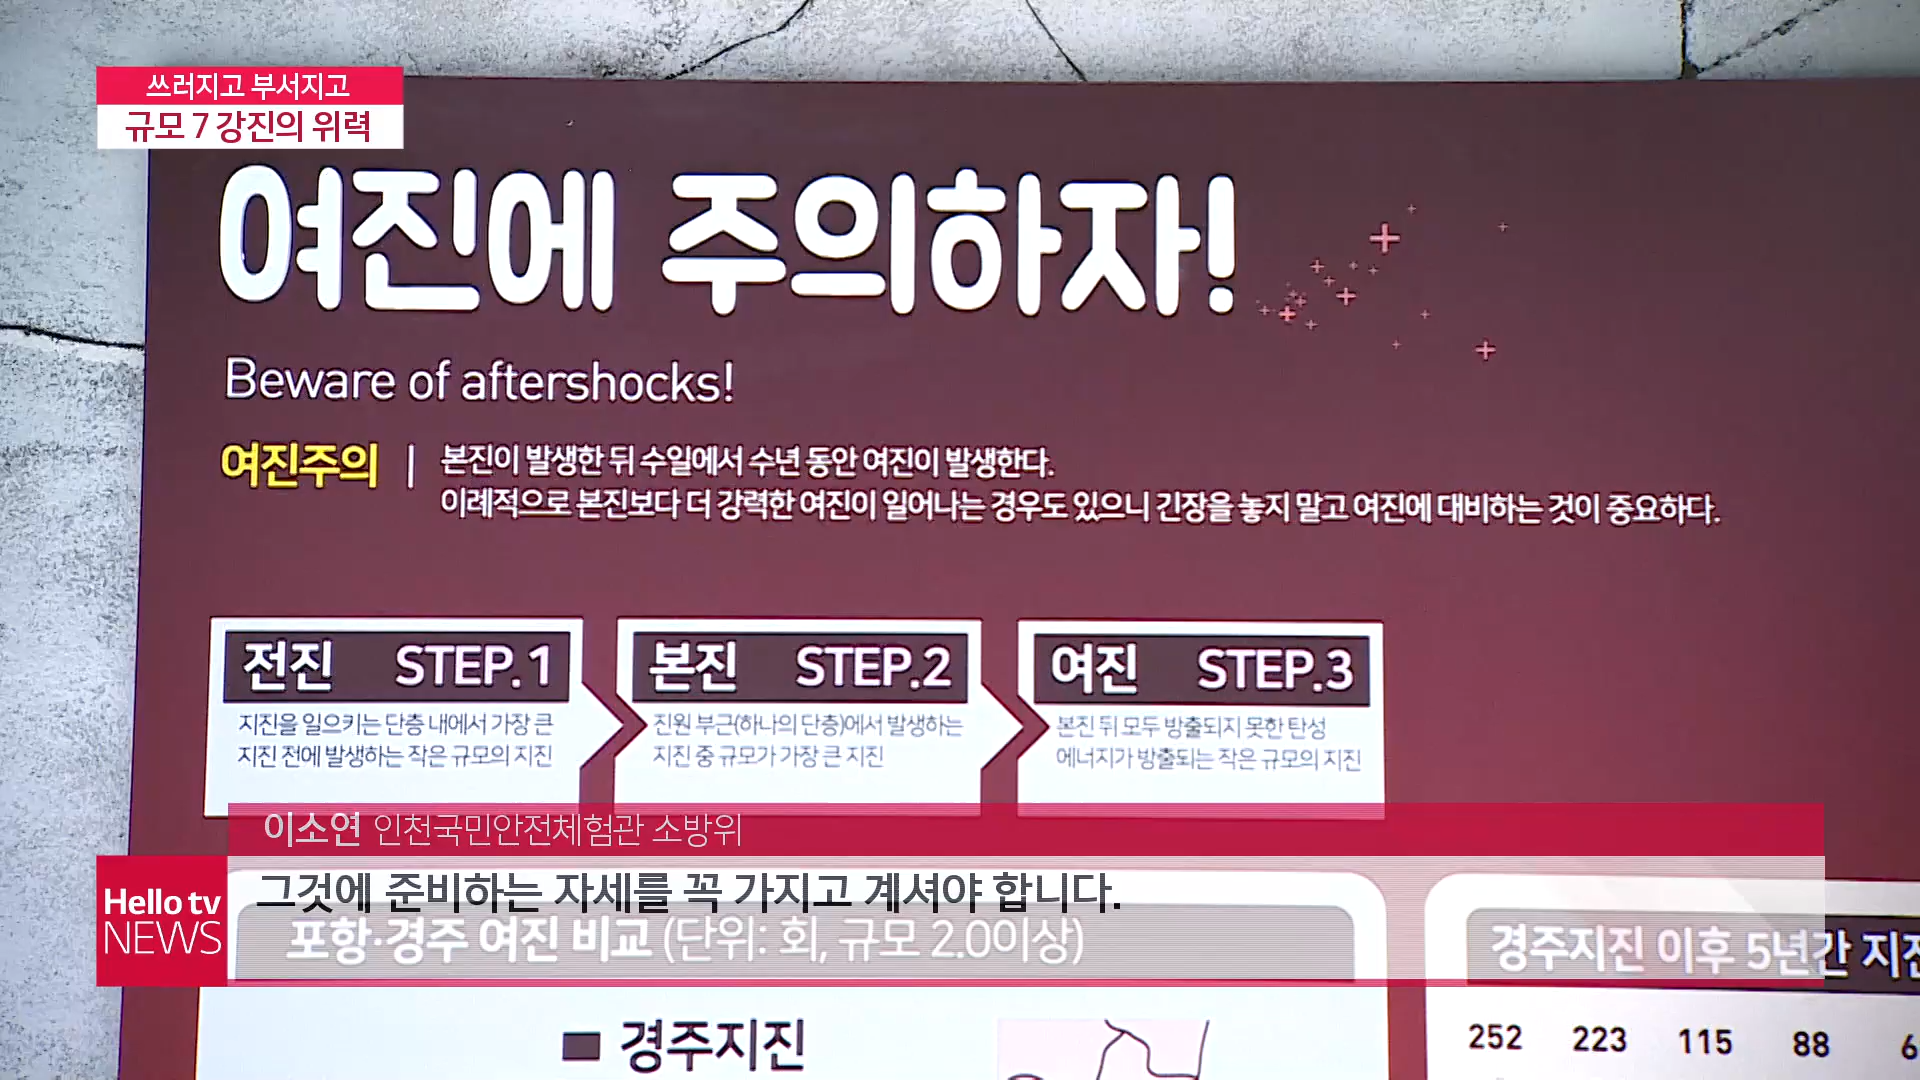 쓰러지고 부서지고
규모 7 강진의 위력
여진에 주의하자!
Beware of aftershocks!
여진주의 | 본진이 발생한 뒤 수일에서 수년 동안 여진이 발생한다.
이례적으로 본진보다 더 강력한 여진이 일어나는 경우도 있으니 긴장을 놓지 말고 여진에 대비하는 것이 중요하다.
전진 STEP.1
지진을 일으키는 단층 내에서 가장 큰
지진 전에 발생하는 작은 규모의 지진
본진 STEP.2
진원 부근(하나의 단층)에서 발생하는
지진 중 규모가 가장 큰 지진
여진 STEP.3
본진 뒤 모두 방출되지 못한 탄성
에너지가 방출되는 작은 규모의 지진
이소연 인천국민안전체험관 소방위
Hello tv
NEWS
그것에 준비하는 자세를 꼭 가지고 계셔야 합니다.
포항·경주 여진 비교 (단위: 회, 규모 2.0이상)
경주지진 이후 5년간
■ 경주지진
252 223 115 88